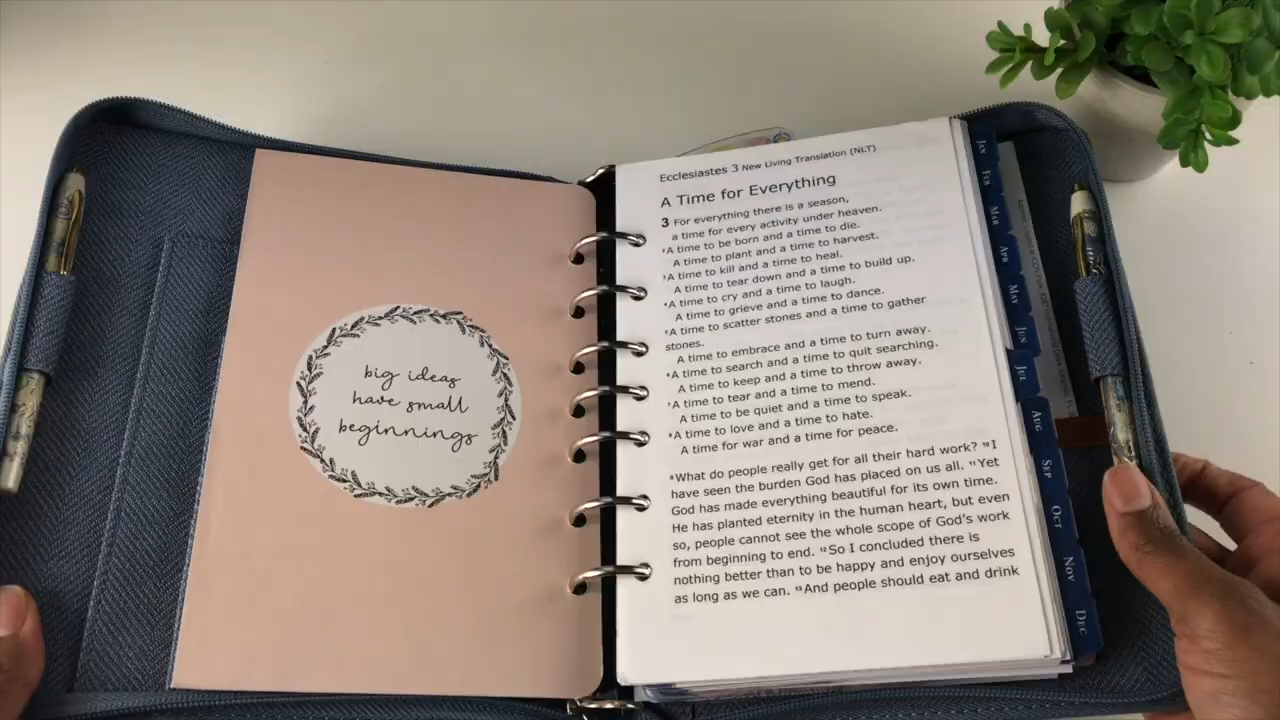 big ideas
have small
beginnings
Ecclesiastes 3 New Living Translation (NLT)
A Time for Everything
3 For everything there is a season,
a time for every activity under heaven.
²A time to be born and a time to die.
A time to plant and a time to harvest.
³A time to kill and a time to heal.
A time to tear down and a time to build up.
⁴A time to cry and a time to laugh.
A time to grieve and a time to dance.
⁵A time to scatter stones and a time to gather
stones.
A time to embrace and a time to turn away.
⁶A time to search and a time to quit searching.
A time to keep and a time to throw away.
⁷A time to tear and a time to mend.
A time to be quiet and a time to speak.
⁸A time to love and a time to hate.
A time for war and a time for peace.
⁹What do people really get for all their hard work? ¹⁰I
have seen the burden God has placed on us all. ¹¹Yet
God has made everything beautiful for its own time.
He has planted eternity in the human heart, but even
so, people cannot see the whole scope of God's work
from beginning to end. ¹²So I concluded there is
nothing better than to be happy and enjoy ourselves
as long as we can. ¹³And people should eat and drink
JAN
FEB
MAR
APR
MAY
JUN
JUL
AUG
SEP
OCT
NOV
DEC